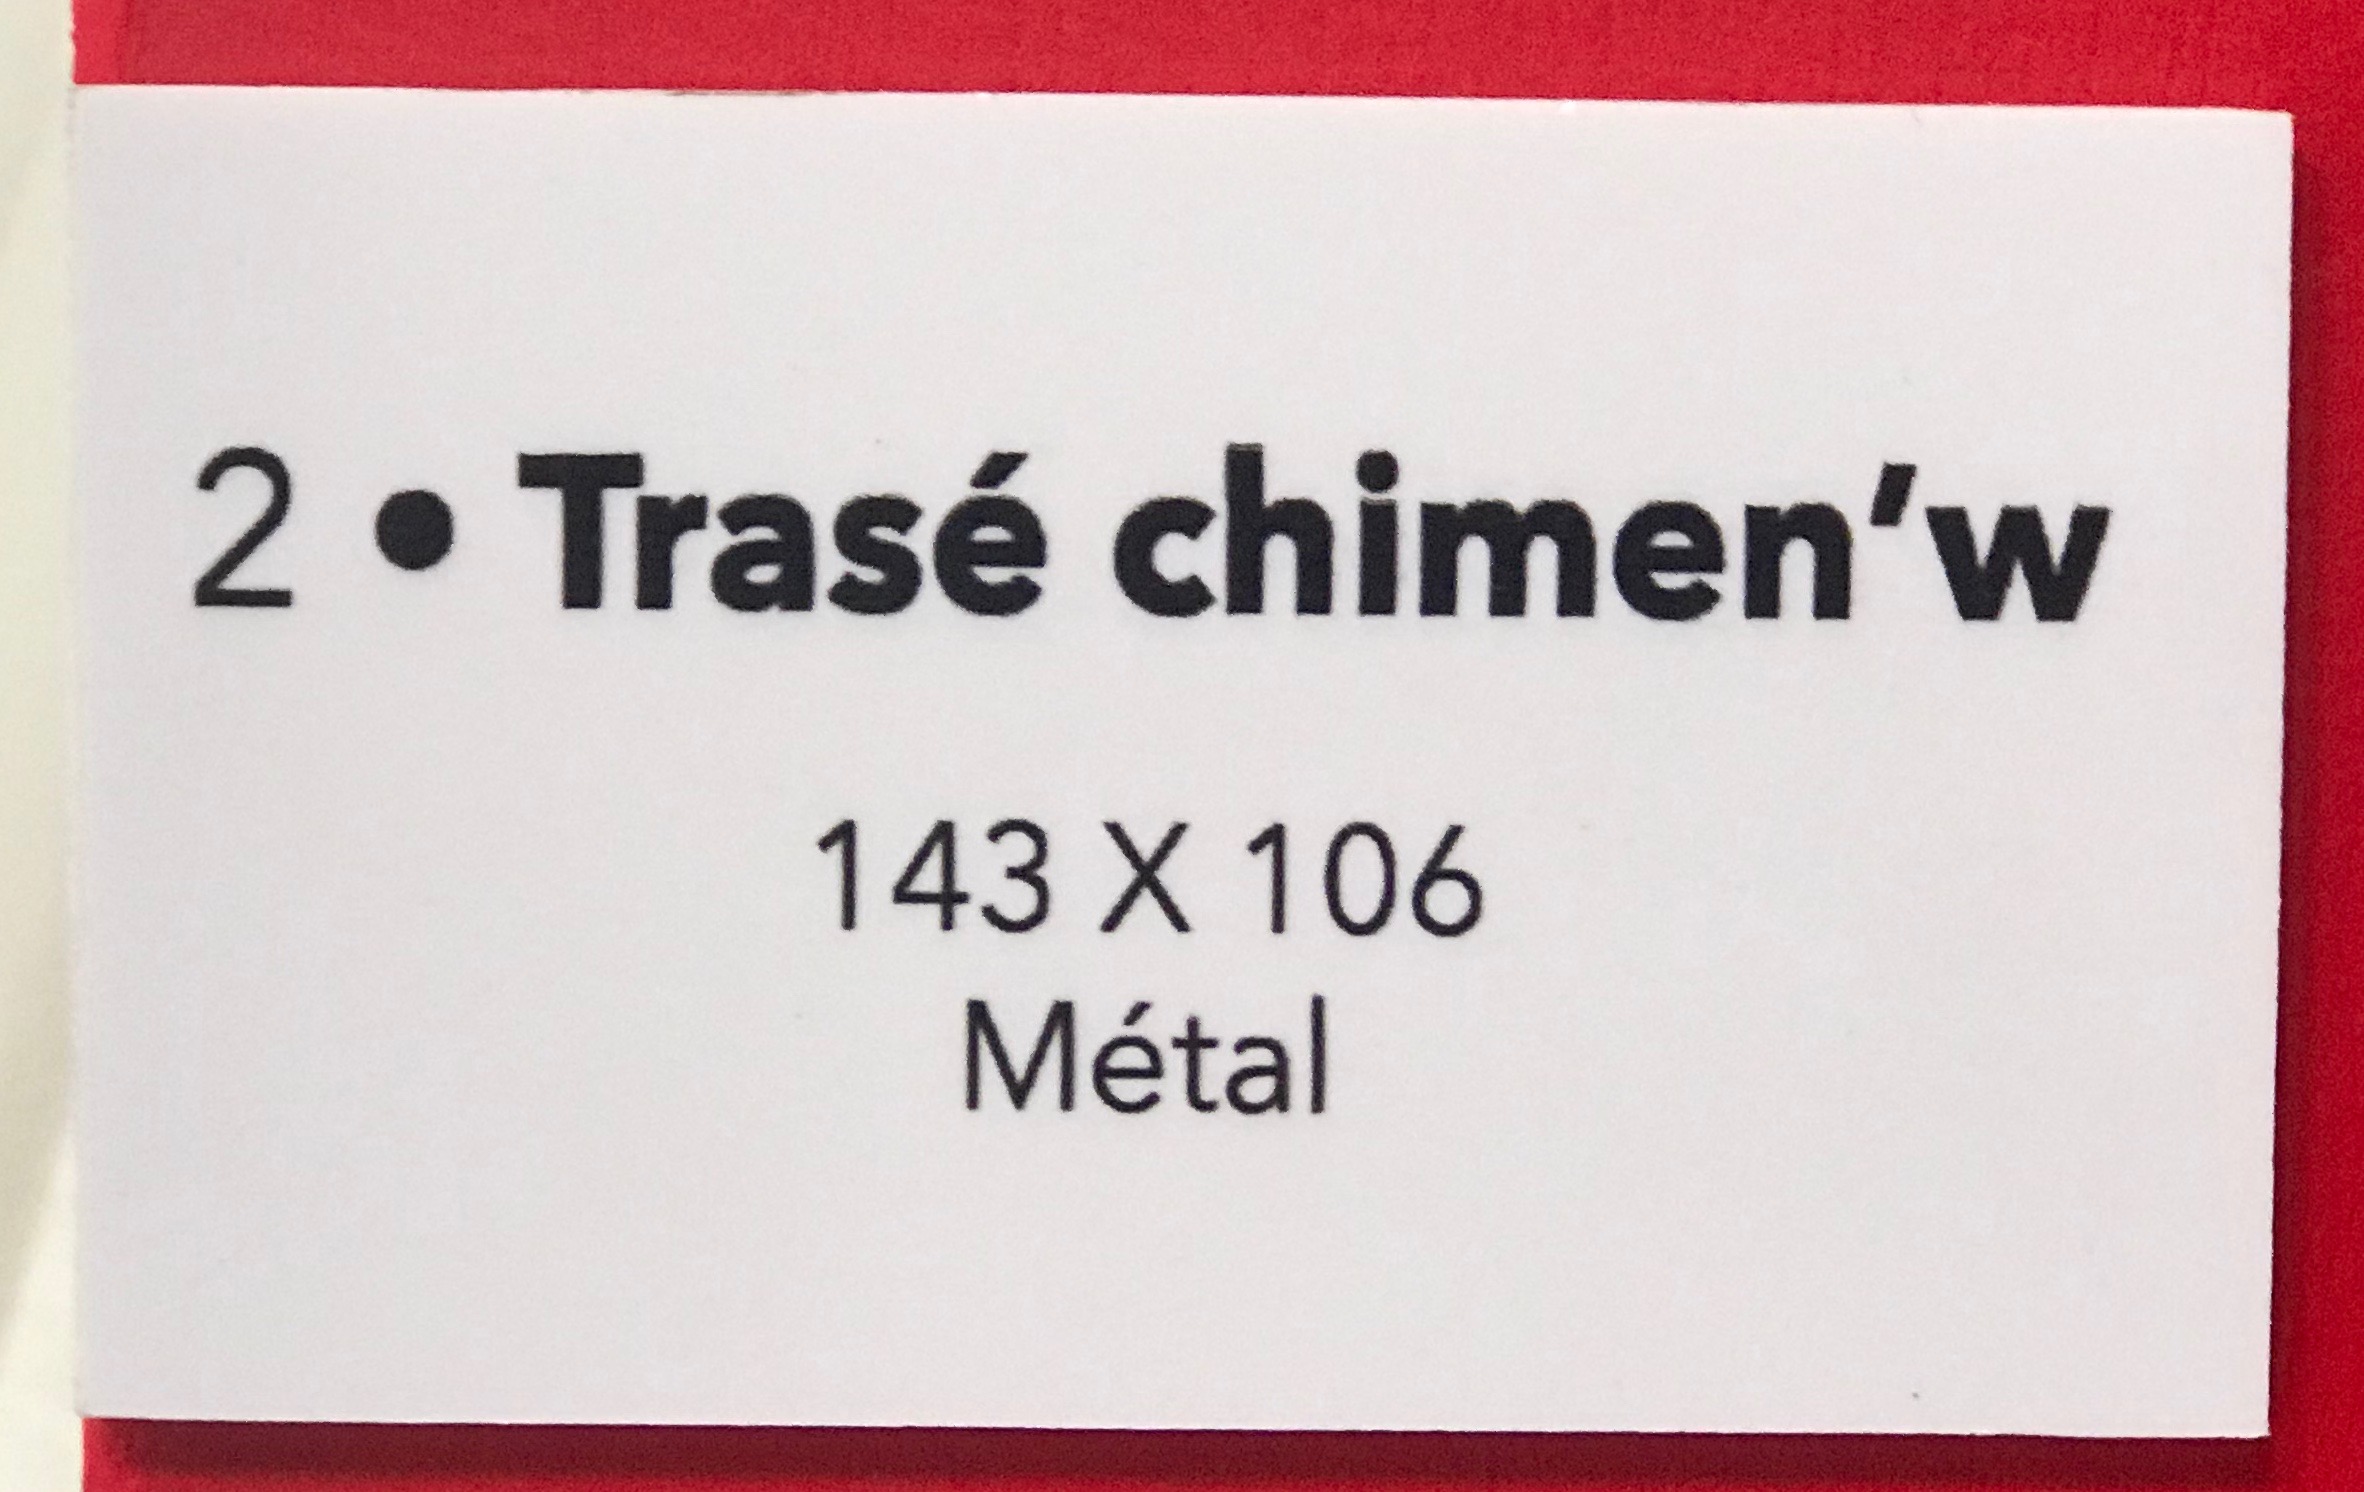 2 • Trasé chimen’w
143 X 106
Métal